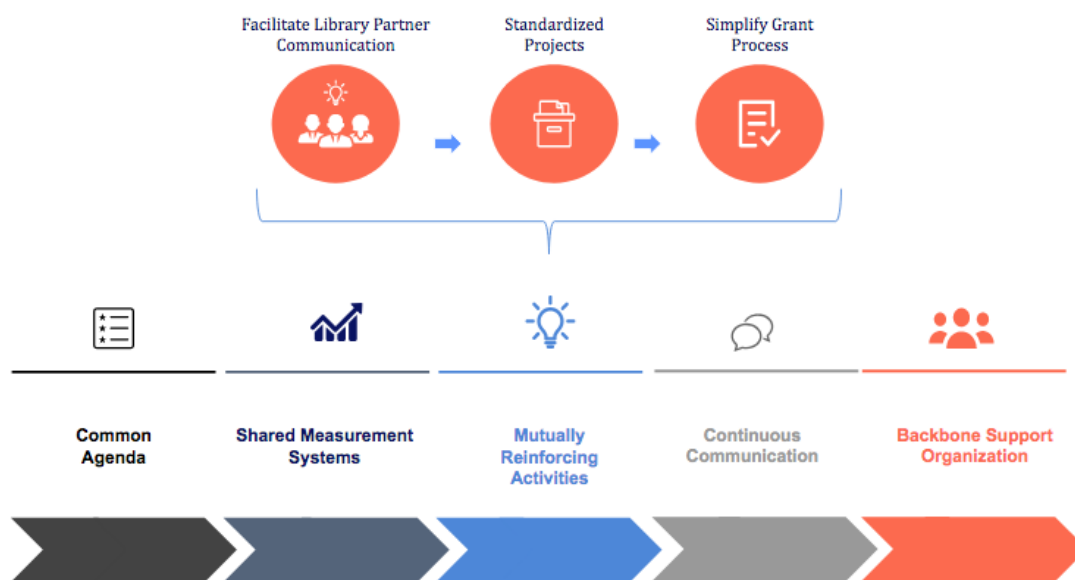 Facilitate Library Partner
Communication
Standardized
Projects
Simplify Grant
Process
Common
Agenda
Shared Measurement
Systems
Mutually
Reinforcing
Activities
Continuous
Communication
Backbone Support
Organization